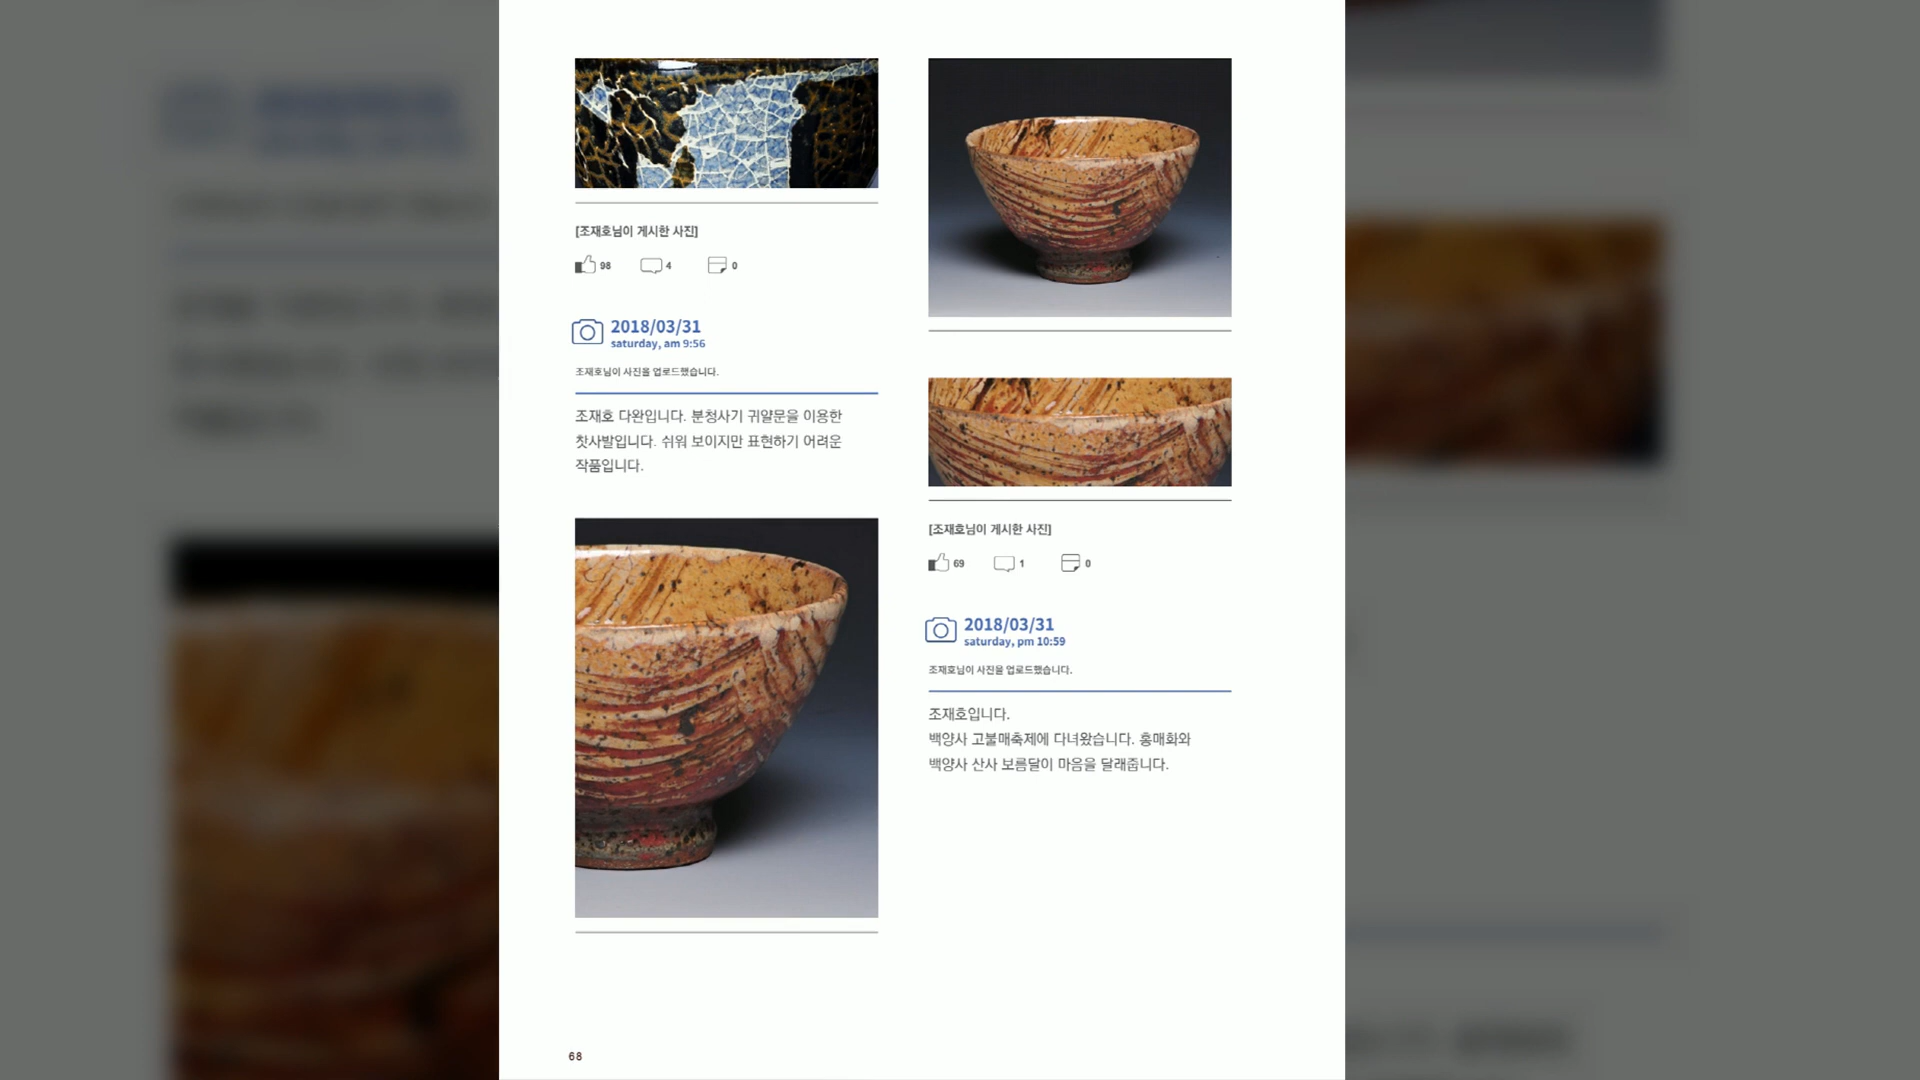 [조재호님이 게시한 사진]
98 4 0
2018/03/31
saturday, am 9:56
조재호님이 사진을 업로드했습니다.
조재호 다완입니다. 분청사기 귀얄문을 이용한
찻사발입니다. 쉬워 보이지만 표현하기 어려운
작품입니다.
[조재호님이 게시한 사진]
69 1 0
2018/03/31
saturday, pm 10:59
조재호님이 사진을 업로드했습니다.
조재호입니다.
백양사 고불매축제에 다녀왔습니다. 홍매화와
백양사 산사 보름달이 마음을 달래줍니다.
68